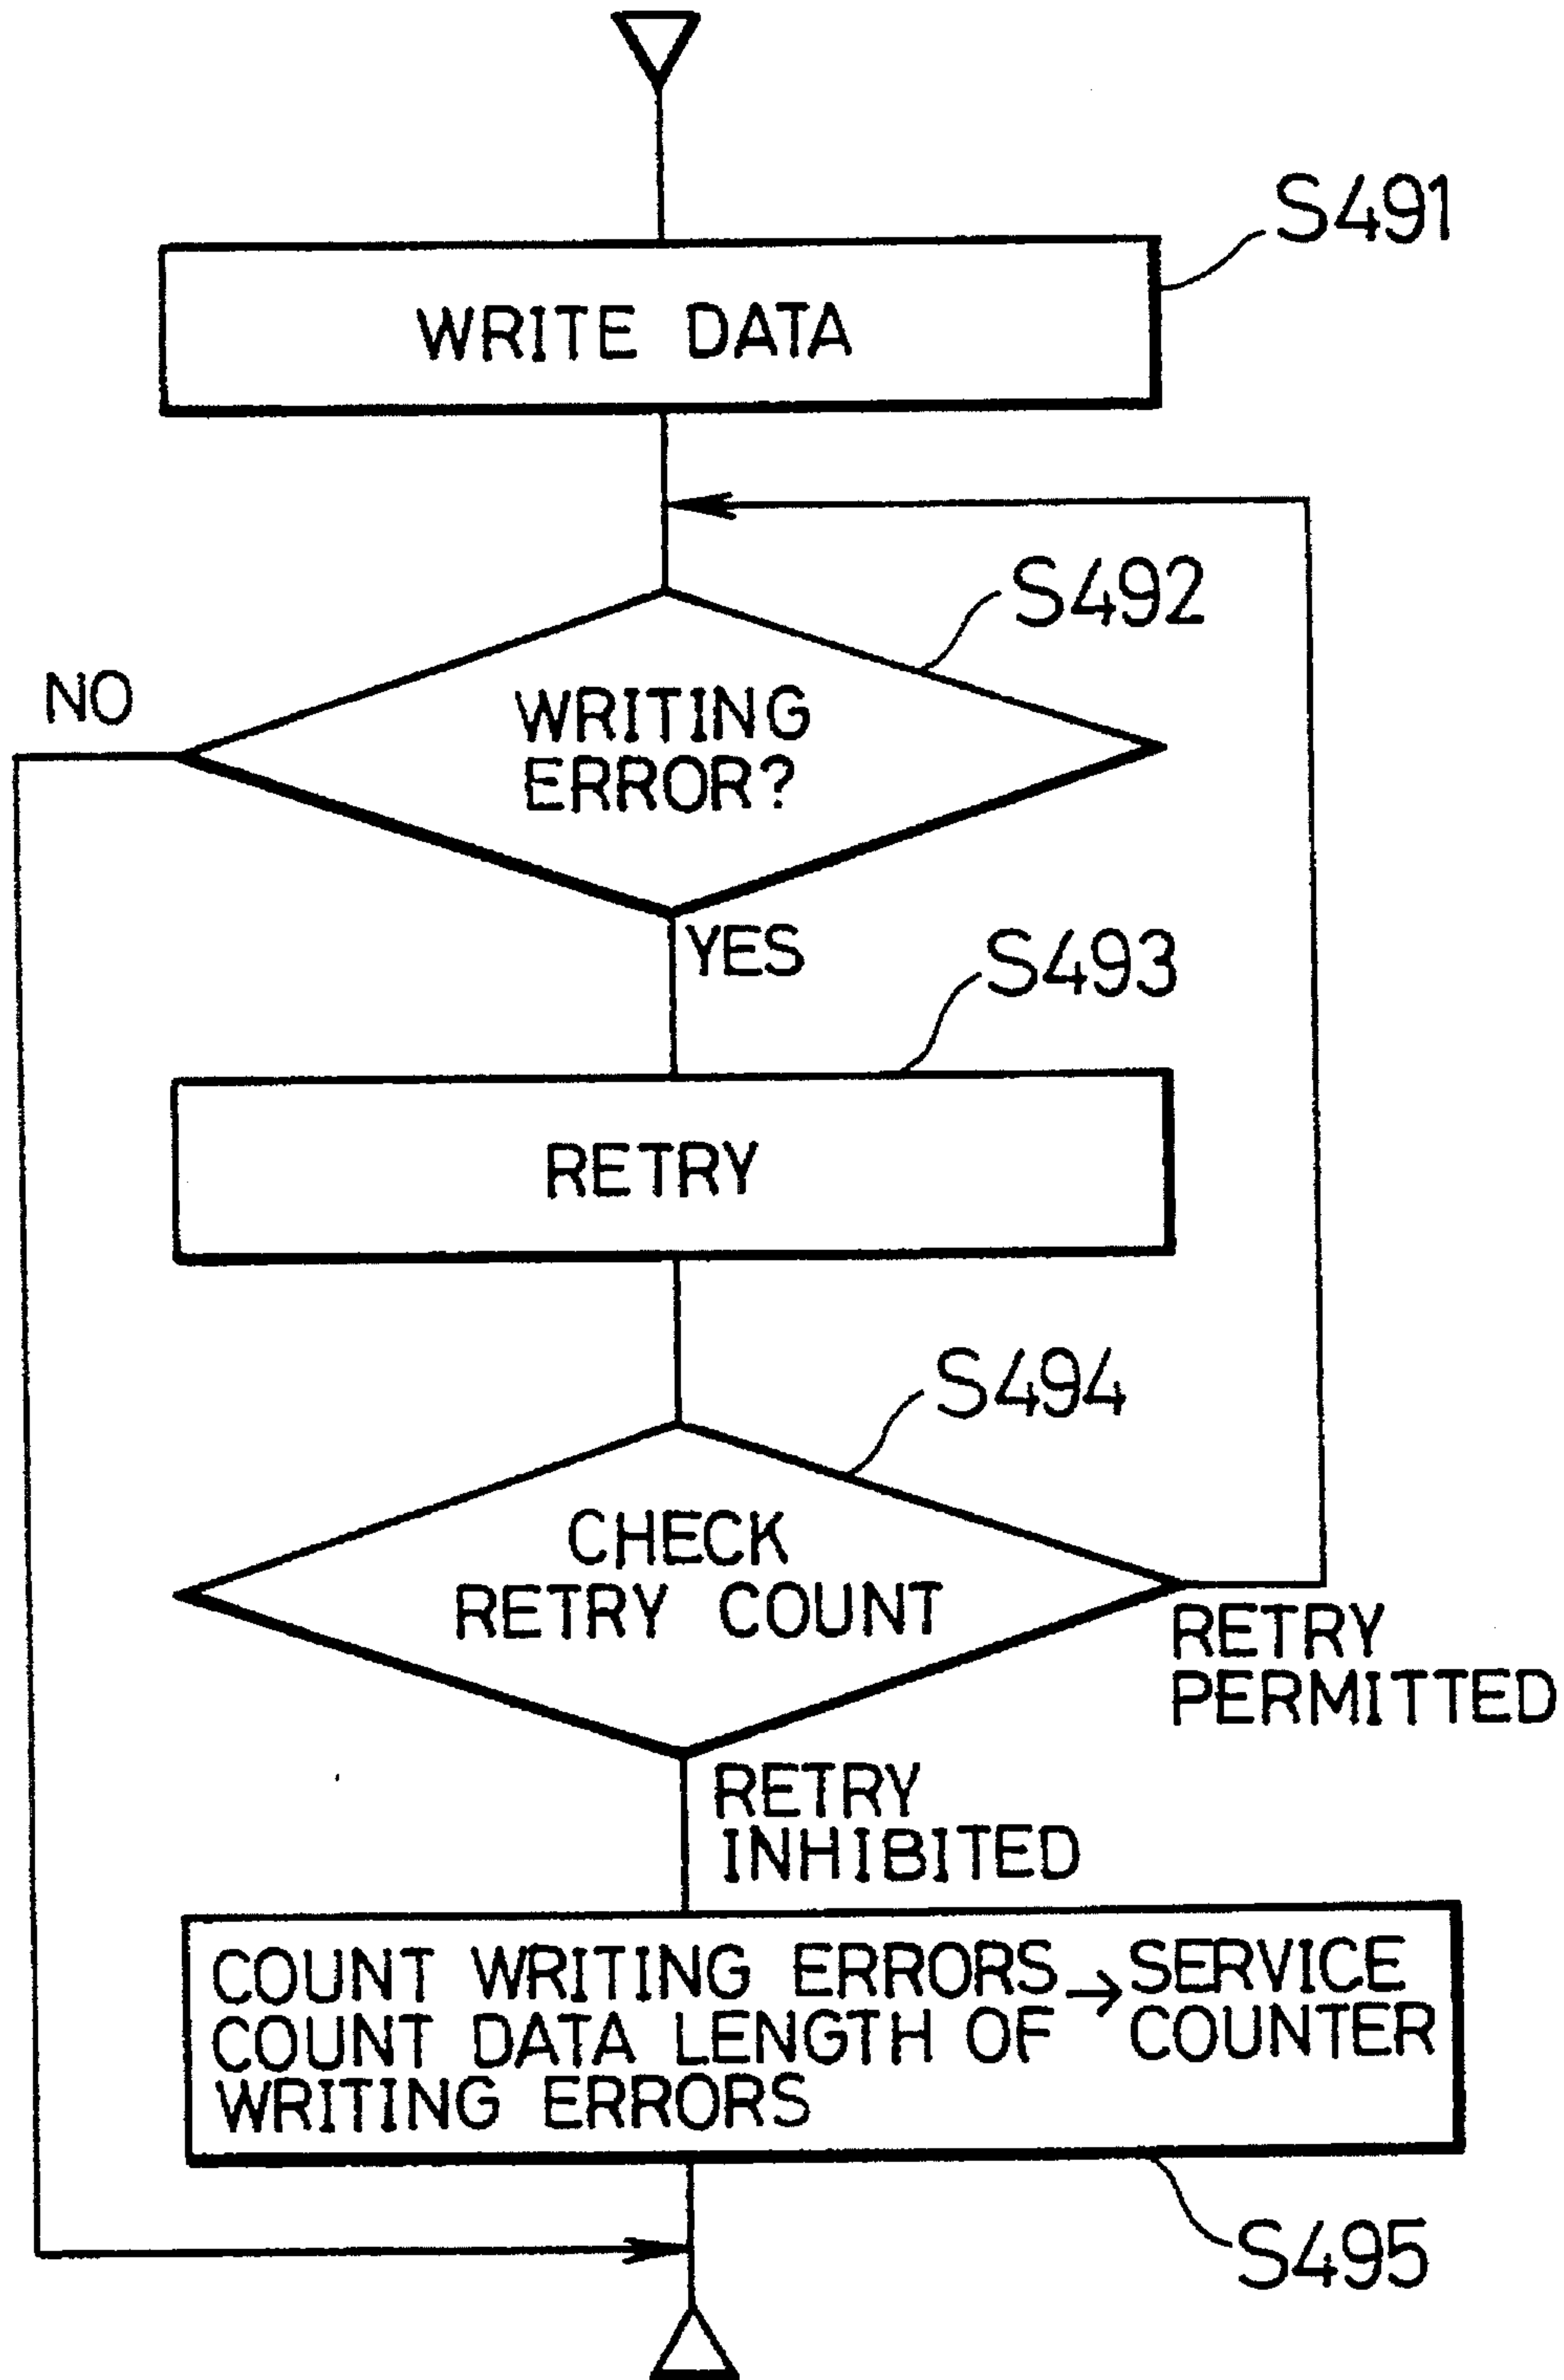 S491
WRITE DATA
S492
NO
WRITING
ERROR?
YES
S493
RETRY
S494
CHECK
RETRY COUNT
RETRY
PERMITTED
RETRY
INHIBITED
COUNT WRITING ERRORS → SERVICE
COUNT DATA LENGTH OF COUNTER
WRITING ERRORS
S495